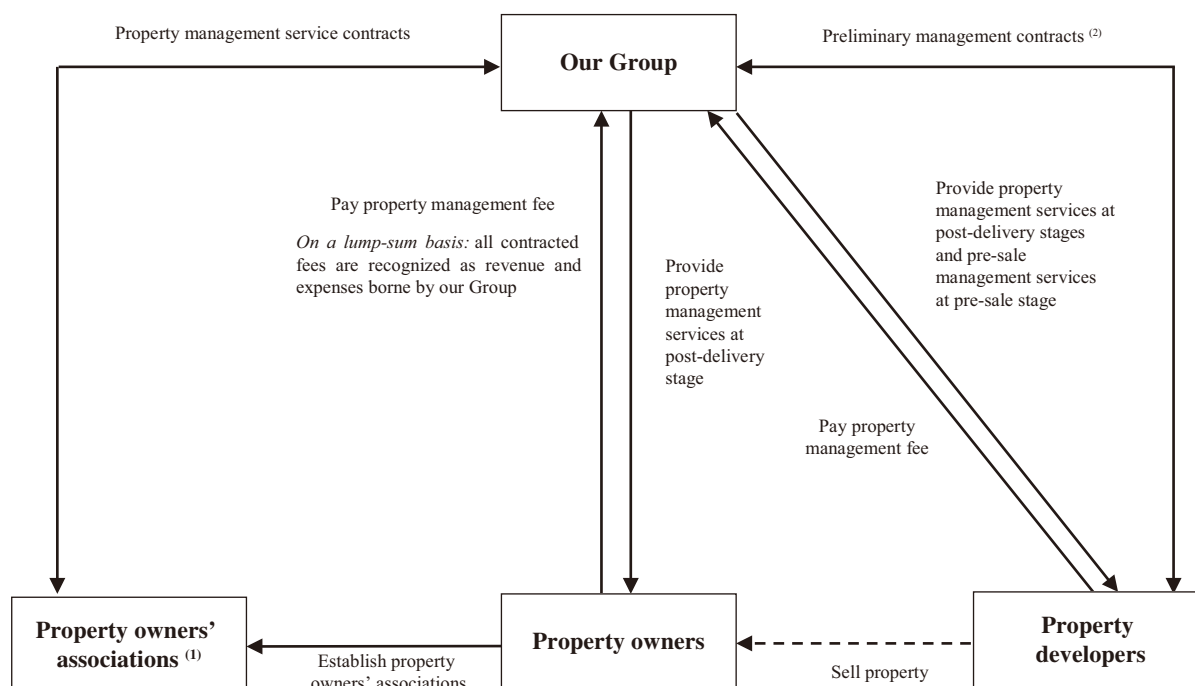 Property management service contracts
Preliminary management contracts (2)
Our Group
Pay property management fee
On a lump-sum basis: all contracted
fees are recognized as revenue and
expenses borne by our Group
Provide
property
management
services at
post-delivery
stage
Provide property
management services at
post-delivery stages
and pre-sale
management services
at pre-sale stage
Pay property
management fee
Property owners’
associations (1)
Establish property
owners’ associations
Property owners
Sell property
Property
developers